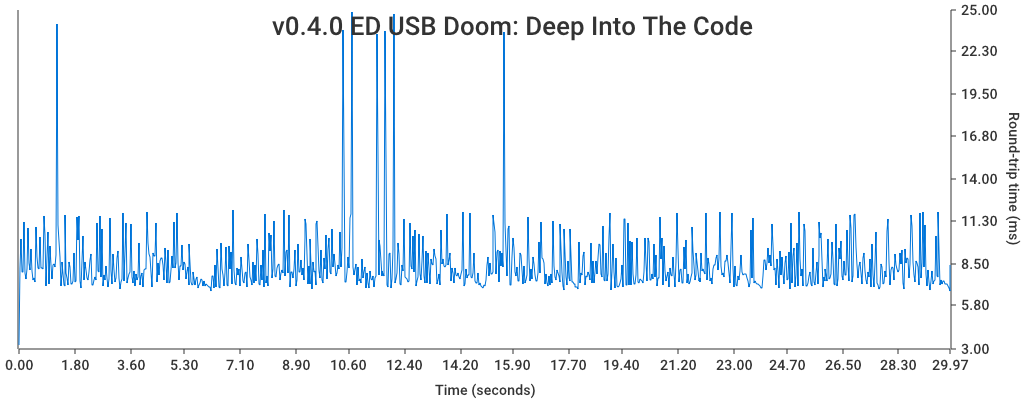 v0.4.0 ED USB Doom: Deep Into The Code
25.00
22.30
19.50
16.80
14.00
11.30
8.50
5.80
3.00
Round-trip time (ms)
0.00 1.80 3.60 5.30 7.10 8.90 10.60 12.40 14.20 15.90 17.70 19.40 21.20 23.00 24.70 26.50 28.30 29.97
Time (seconds)